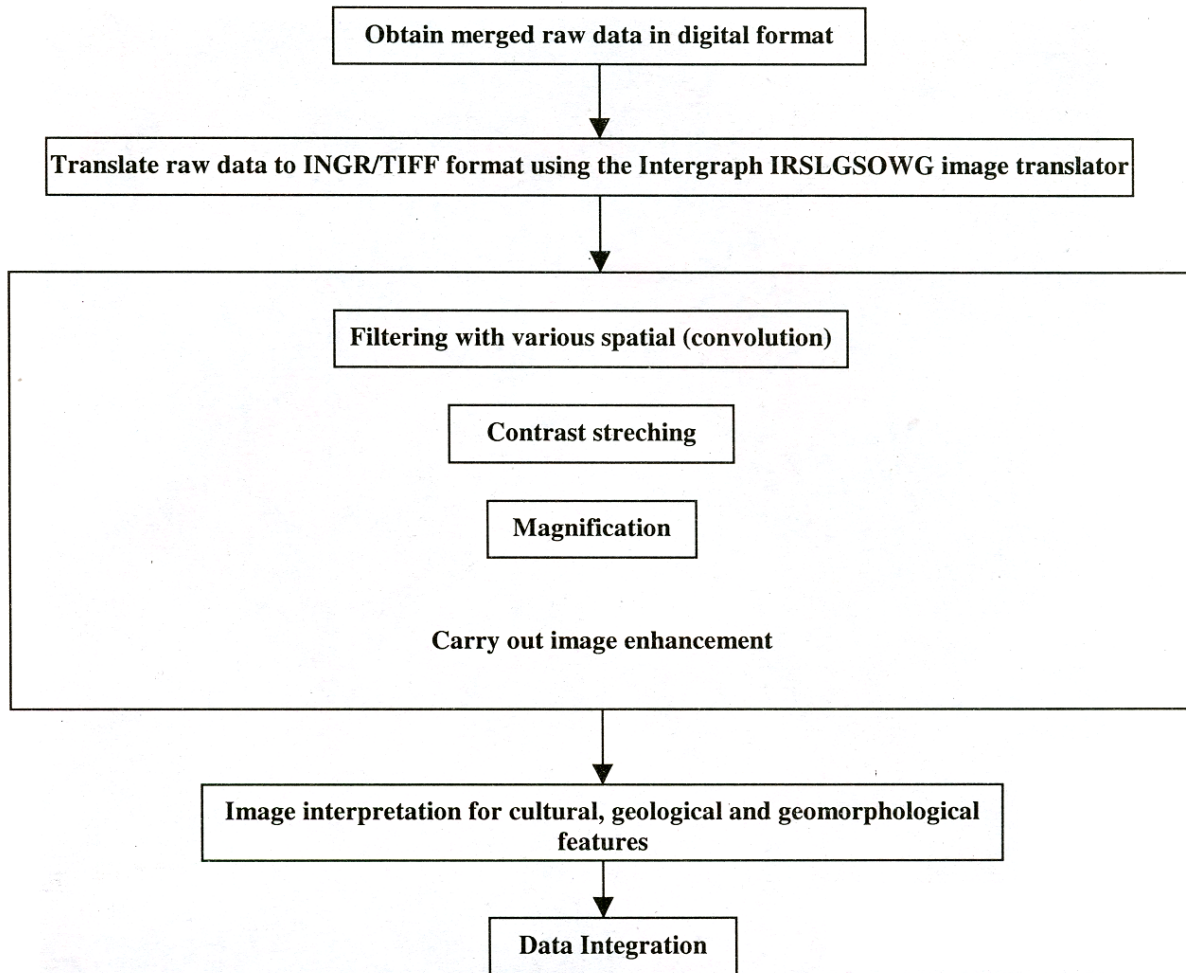 Obtain merged raw data in digital format
Translate raw data to INGR/TIFF format using the Intergraph IRSLGSOWG image translator
Filtering with various spatial (convolution)
Contrast streching
Magnification
Carry out image enhancement
Image interpretation for cultural, geological and geomorphological
features
Data Integration